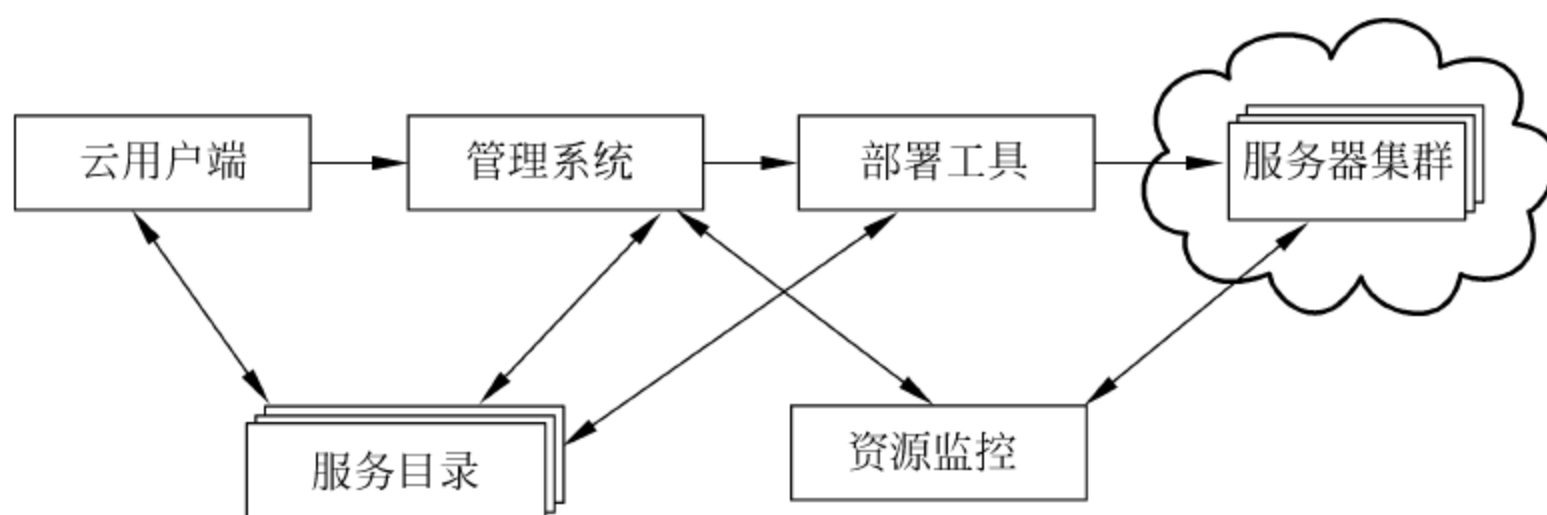 云用户端
管理系统
部署工具
服务器集群
服务目录
资源监控